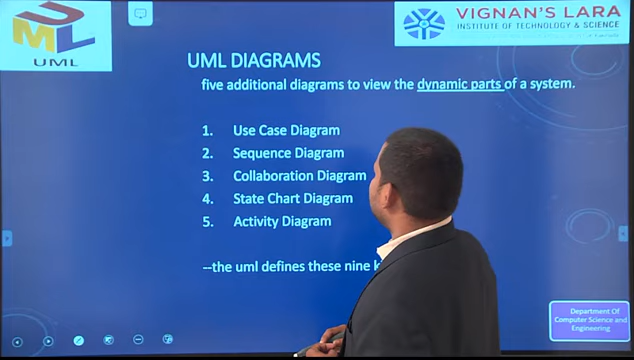 UML
UML
VIGNAN'S LARA
INSTITUTE OF TECHNOLOGY & SCIENCE
UML DIAGRAMS
five additional diagrams to view the dynamic parts of a system.
1. Use Case Diagram
2. Sequence Diagram
3. Collaboration Diagram
4. State Chart Diagram
5. Activity Diagram
--the uml defines these nine k
Department Of
Computer Science and
Engineering